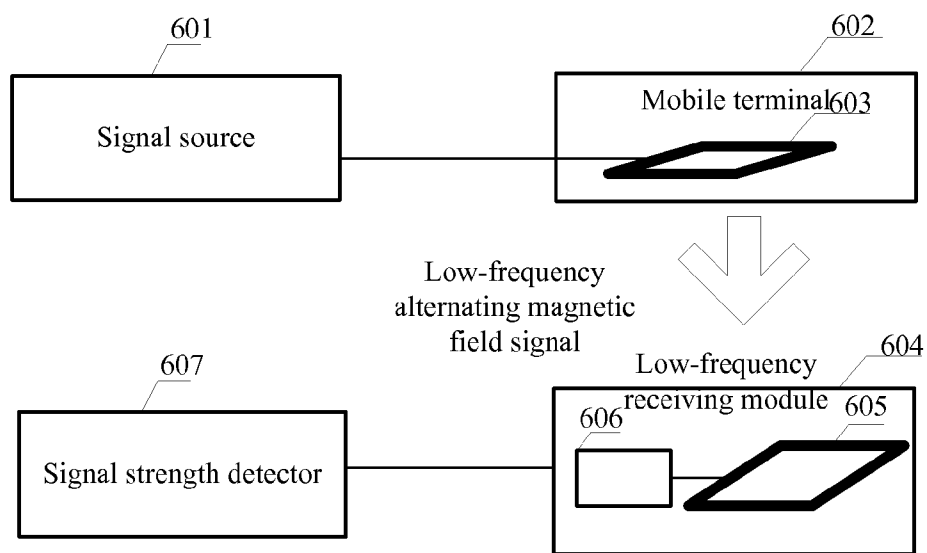 601
602
Signal source
Mobile terminal
603
Low-frequency
alternating magnetic
field signal
604
607
Low-frequency
receiving module
605
606
Signal strength detector